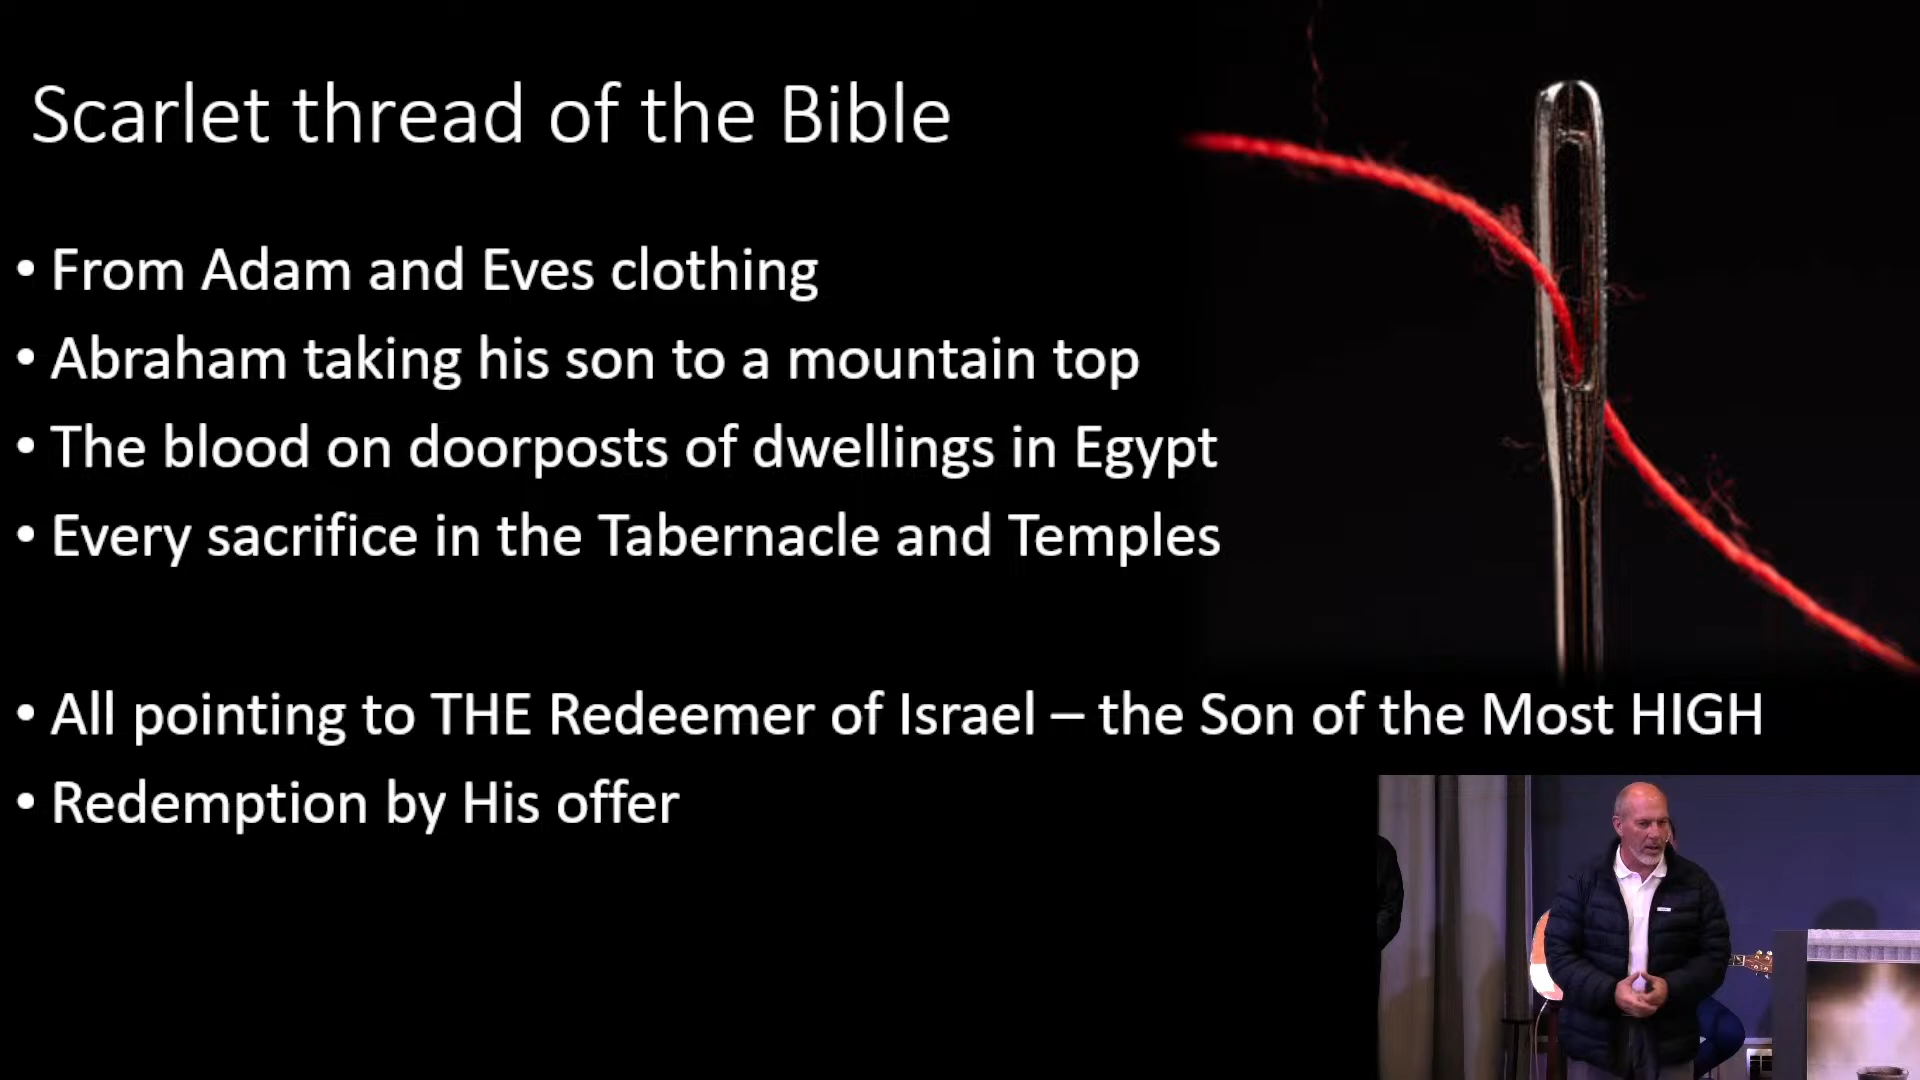 Scarlet thread of the Bible
• From Adam and Eves clothing
• Abraham taking his son to a mountain top
• The blood on doorposts of dwellings in Egypt
• Every sacrifice in the Tabernacle and Temples
• All pointing to THE Redeemer of Israel – the Son of the Most HIGH
• Redemption by His offer